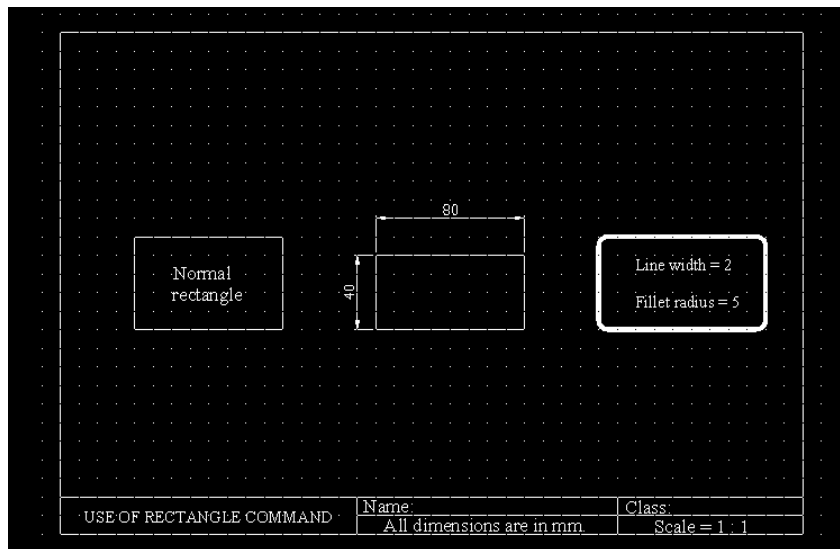 80
Normal
rectangle
40
Line width = 2
Fillet radius = 5
USE OF RECTANGLE COMMAND
Name:
All dimensions are in mm.
Class:
Scale = 1 : 1